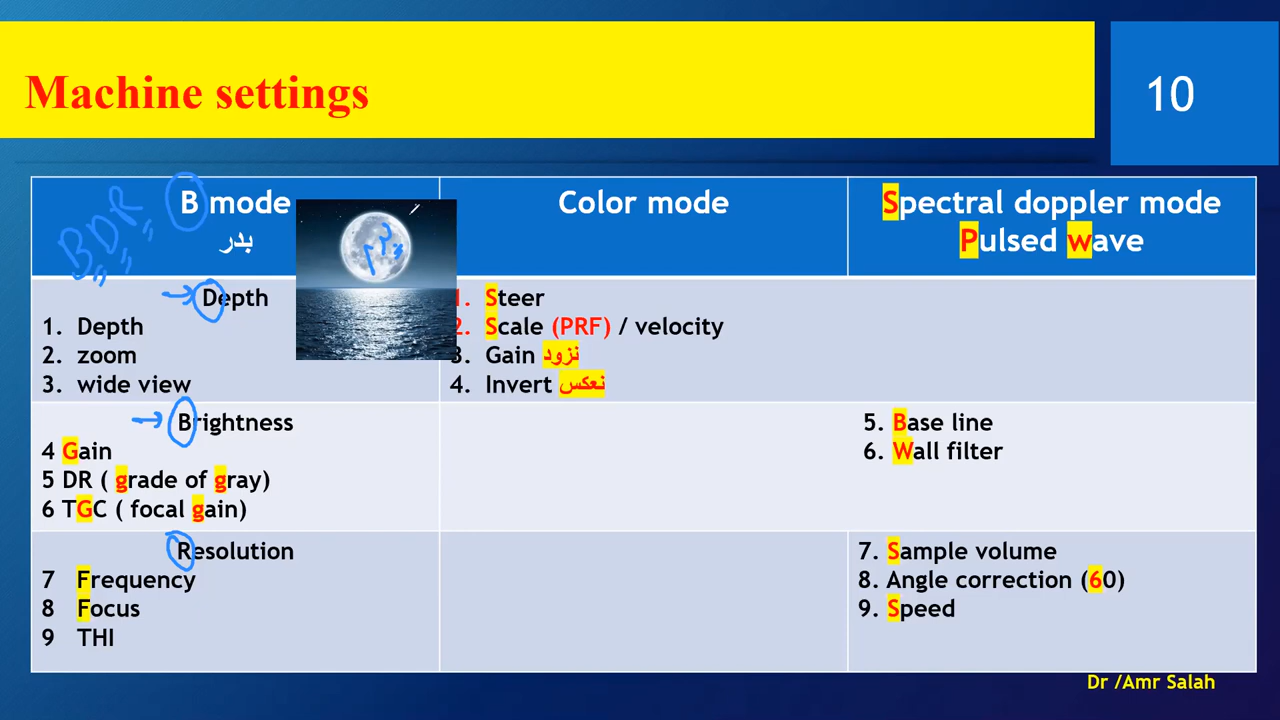 Machine settings
10
BDR
B mode
بدر
Color mode
Spectral doppler mode
Pulsed wave
Depth
1. Depth
2. zoom
3. wide view
1. Steer
2. Scale (PRF) / velocity
3. Gain نزود
4. Invert نعكس
Brightness
4 Gain
5 DR ( grade of gray)
6 TGC ( focal gain)
5. Base line
6. Wall filter
Resolution
7 Frequency
8 Focus
9 THI
7. Sample volume
8. Angle correction (60)
9. Speed
Dr /Amr Salah